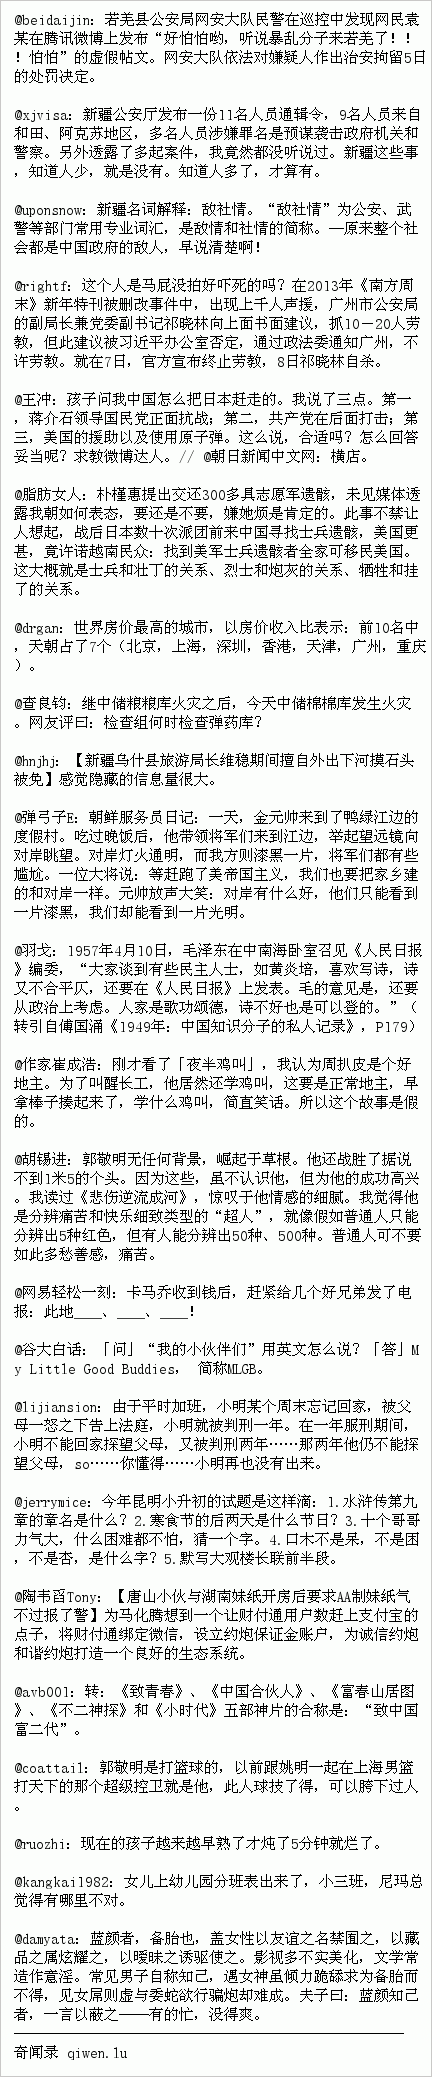 @beidaijin：若羌县公安局网安大队民警在巡控中发现网民袁
某在腾讯微博上发布“好怕怕哟，听说暴乱分子来若羌了！！
！怕怕”的虚假帖文。网安大队依法对嫌疑人作出治安拘留5日
的处罚决定。
@xjvisa：新疆公安厅发布一份11名人员通辑令，9名人员来自
和田、阿克苏地区，多名人员涉嫌罪名是预谋袭击政府机关和
警察。另外透露了多起案件，我竟然都没听说过。新疆这些事
，知道人少，就是没有。知道人多了，才算有。
@uponsnow：新疆名词解释：敌社情。“敌社情”为公安、武
警等部门常用专业词汇，是敌情和社情的简称。—原来整个社
会都是中国政府的敌人，早说清楚啊！
@rightf：这个人是马屁没拍好吓死的吗？在2013年《南方周
末》新年特刊被删改事件中，出现上千人声援，广州市公安局
的副局长兼党委副书记祁晓林向上面书面建议，抓10－20人劳
教，但此建议被习近平办公室否定，通过政法委通知广州，不
许劳教。就在7日，官方宣布终止劳教，8日祁晓林自杀。
@王冲：孩子问我中国怎么把日本赶走的。我说了三点。第一
，蒋介石领导国民党正面抗战；第二，共产党在后面打击；第
三，美国的援助以及使用原子弹。这么说，合适吗？怎么回答
妥当呢？求教微博达人。// @朝日新闻中文网：横店。
@脂肪女人：朴槿惠提出交还300多具志愿军遗骸，未见媒体透
露我朝如何表态，要还是不要，嫌她烦是肯定的。此事不禁让
人想起，战后日本数十次派团前来中国寻找士兵遗骸，美国更
甚，竟许诺越南民众：找到美军士兵遗骸者全家可移民美国。
这大概就是士兵和壮丁的关系、烈士和炮灰的关系、牺牲和挂
了的关系。
@drgan：世界房价最高的城市，以房价收入比表示：前10名中
，天朝占了7个（北京，上海，深圳，香港，天津，广州，重庆
）。
@查良钧：继中储粮粮库火灾之后，今天中储棉棉库发生火灾
。网友评曰：检查组何时检查弹药库？
@hnjhj：【新疆乌什县旅游局长维稳期间擅自外出下河摸石头
被免】感觉隐藏的信息量很大。
@弹弓子E：朝鲜服务员日记：一天，金元帅来到了鸭绿江边的
度假村。吃过晚饭后，他带领将军们来到江边，举起望远镜向
对岸眺望。对岸灯火通明，而我方则漆黑一片，将军们都有些
尴尬。一位大将说：等赶跑了美帝国主义，我们也要把家乡建
的和对岸一样。元帅放声大笑：对岸有什么好，他们只能看到
一片漆黑，我们却能看到一片光明。
@羽戈：1957年4月10日，毛泽东在中南海卧室召见《人民日报
》编委，“大家谈到有些民主人士，如黄炎培，喜欢写诗，诗
又不合平仄，还要在《人民日报》上发表。毛的意见是，还要
从政治上考虑。人家是歌功颂德，诗不好也是可以登的。”（
转引自傅国涌《1949年：中国知识分子的私人记录》，P179）
@作家崔成浩：刚才看了「夜半鸡叫」，我认为周扒皮是个好
地主。为了叫醒长工，他居然还学鸡叫，这要是正常地主，早
拿棒子揍起来了，学什么鸡叫，简直笑话。所以这个故事是假
的。
@胡锡进：郭敬明无任何背景，崛起于草根。他还战胜了据说
不到1米5的个头。因为这些，虽不认识他，但为他的成功高兴
。我读过《悲伤逆流成河》，惊叹于他情感的细腻。我觉得他
是分辨痛苦和快乐细致类型的“超人”，就像假如普通人只能
分辨出5种红色，但有人能分辨出50种、500种。普通人可不要
如此多愁善感，痛苦。
@网易轻松一刻：卡马乔收到钱后，赶紧给几个好兄弟发了电
报：此地___、___、___！
@谷大白话：「问」“我的小伙伴们”用英文怎么说？「答」M
y Little Good Buddies， 简称MLGB。
@lijiansion：由于平时加班，小明某个周末忘记回家，被父
母一怒之下告上法庭，小明就被判刑一年。在一年服刑期间，
小明不能回家探望父母，又被判刑两年……那两年他仍不能探
望父母，so……你懂得……小明再也没有出来。
@jerrymice：今年昆明小升初的试题是这样滴：1.水浒传第九
章的章名是什么？2.寒食节的后两天是什么节日？3.十个哥哥
力气大，什么困难都不怕，猜一个字。4.口木不是呆，不是困
，不是杏，是什么字？5.默写大观楼长联前半段。
@陶韦舀Tony：【唐山小伙与湖南妹纸开房后要求AA制妹纸气
不过报了警】为马化腾想到一个让财付通用户数赶上支付宝的
点子，将财付通绑定微信，设立约炮保证金账户，为诚信约炮
和谐约炮打造一个良好的生态系统。
@avb001：转：《致青春》、《中国合伙人》、《富春山居图》
、《不二神探》和《小时代》五部神片的合称是：“致中国
富二代”。
@coattail：郭敬明是打篮球的，以前跟姚明一起在上海男篮
打天下的那个超级控卫就是他，此人球技了得，可以胯下过人
。
@ruozhi：现在的孩子越来越早熟了才炖了5分钟就烂了。
@kangkai1982：女儿上幼儿园分班表出来了，小三班，尼玛总
觉得有哪里不对。
@damyata：蓝颜者，备胎也，盖女性以友谊之名禁囿之，以藏
品之属炫耀之，以暧昧之诱驱使之。影视多不实美化，文学常
造作意淫。常见男子自称知己，遇女神虽倾力跪舔求为备胎而
不得，见女屌则虚与委蛇欲行骗炮却难成。夫子曰：蓝颜知己
者，一言以蔽之——有的忙，没得爽。
奇闻录 qiwen.lu